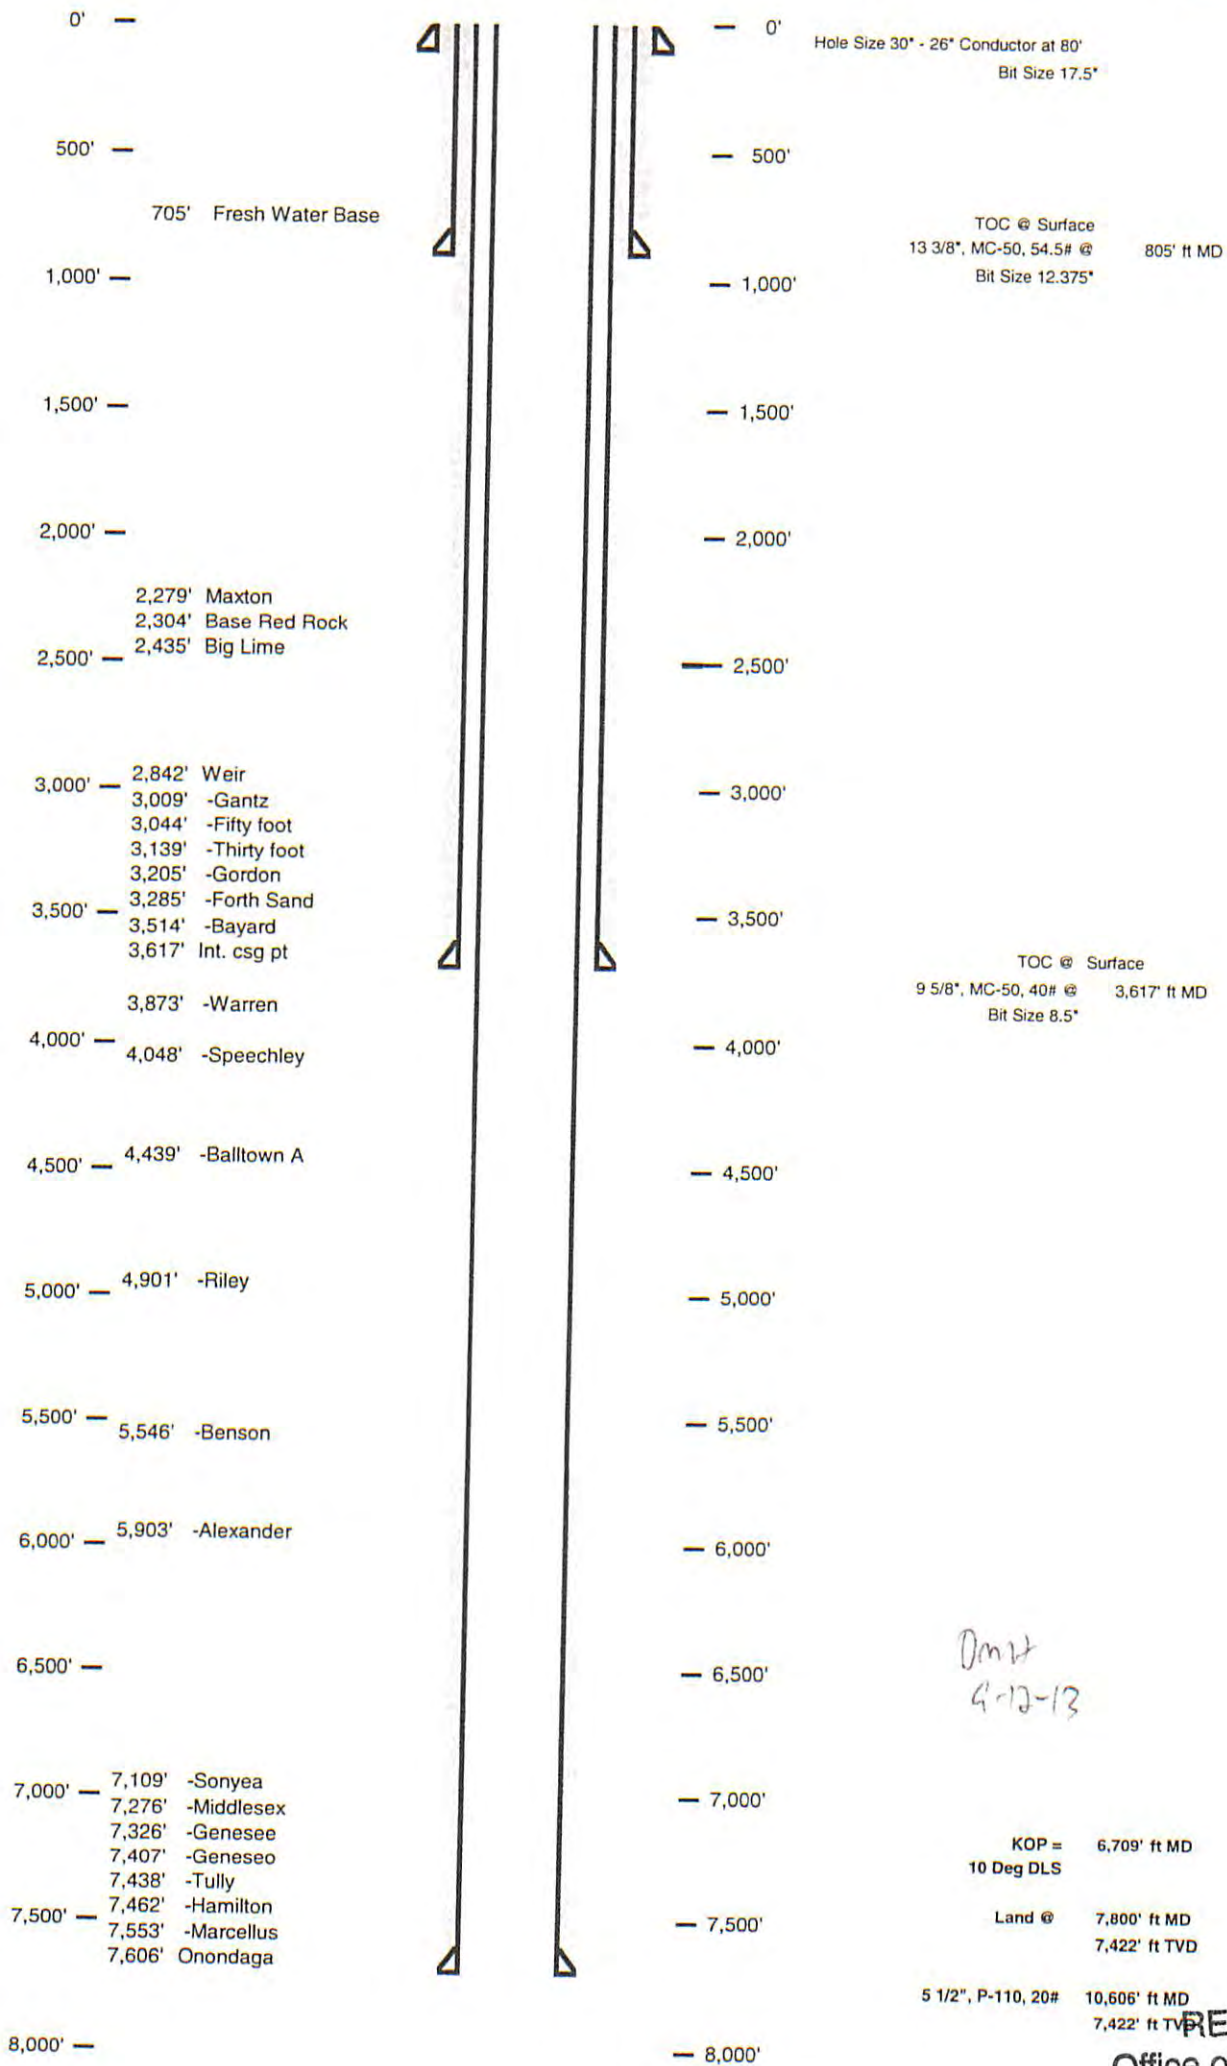 0'
500'
705' Fresh Water Base
1,000'
1,500'
2,000'
2,279' Maxton
2,304' Base Red Rock
2,435' Big Lime
2,500'
2,842' Weir
3,000'
3,009' -Gantz
3,044' -Fifty foot
3,139' -Thirty foot
3,205' -Gordon
3,285' -Forth Sand
3,500'
3,514' -Bayard
3,617' Int. csg pt
3,873' -Warren
4,000'
4,048' -Speechley
4,439' -Balltown A
4,500'
4,901' -Riley
5,000'
5,500'
5,546' -Benson
5,903' -Alexander
6,000'
6,500'
7,000'
7,109' -Sonyea
7,276' -Middlesex
7,326' -Genesee
7,407' -Geneseo
7,438' -Tully
7,462' -Hamilton
7,500'
7,553' -Marcellus
7,606' Onondaga
8,000'
0'
500'
1,000'
1,500'
2,000'
2,500'
3,000'
3,500'
4,000'
4,500'
5,000'
5,500'
6,000'
6,500'
7,000'
7,500'
8,000'
Hole Size 30" - 26" Conductor at 80'
Bit Size 17.5"
TOC @ Surface
13 3/8", MC-50, 54.5# @ 805' ft MD
Bit Size 12.375"
TOC @ Surface
9 5/8", MC-50, 40# @ 3,617' ft MD
Bit Size 8.5"
KOP = 6,709' ft MD
10 Deg DLS
Land @ 7,800' ft MD
7,422' ft TVD
5 1/2", P-110, 20# 10,606' ft MD
7,422' ft TVD
RE
Office o